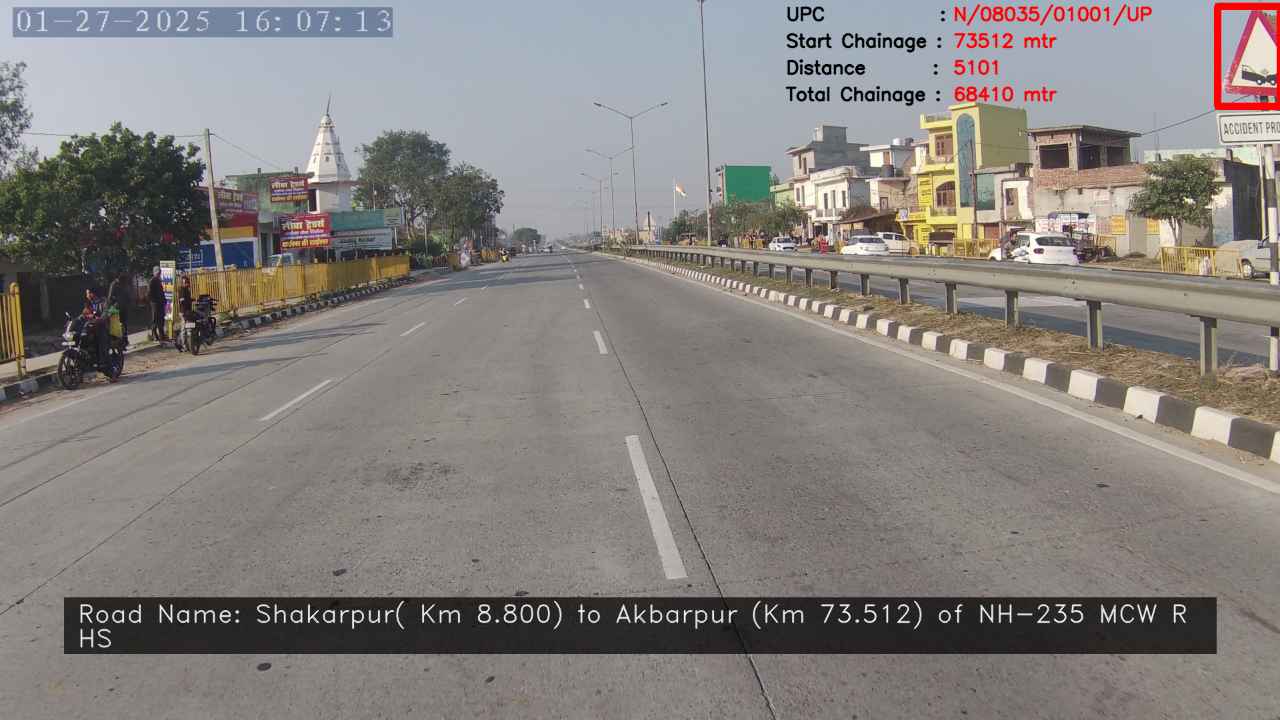 01-27-2025 16:07:13
UPC : N/08035/01001/UP
Start Chainage : 73512 mtr
Distance : 5101
Total Chainage : 68410 mtr
ACCIDENT PRO
Road Name: Shakarpur( Km 8.800) to Akbarpur (Km 73.512) of NH-235 MCW R
HS